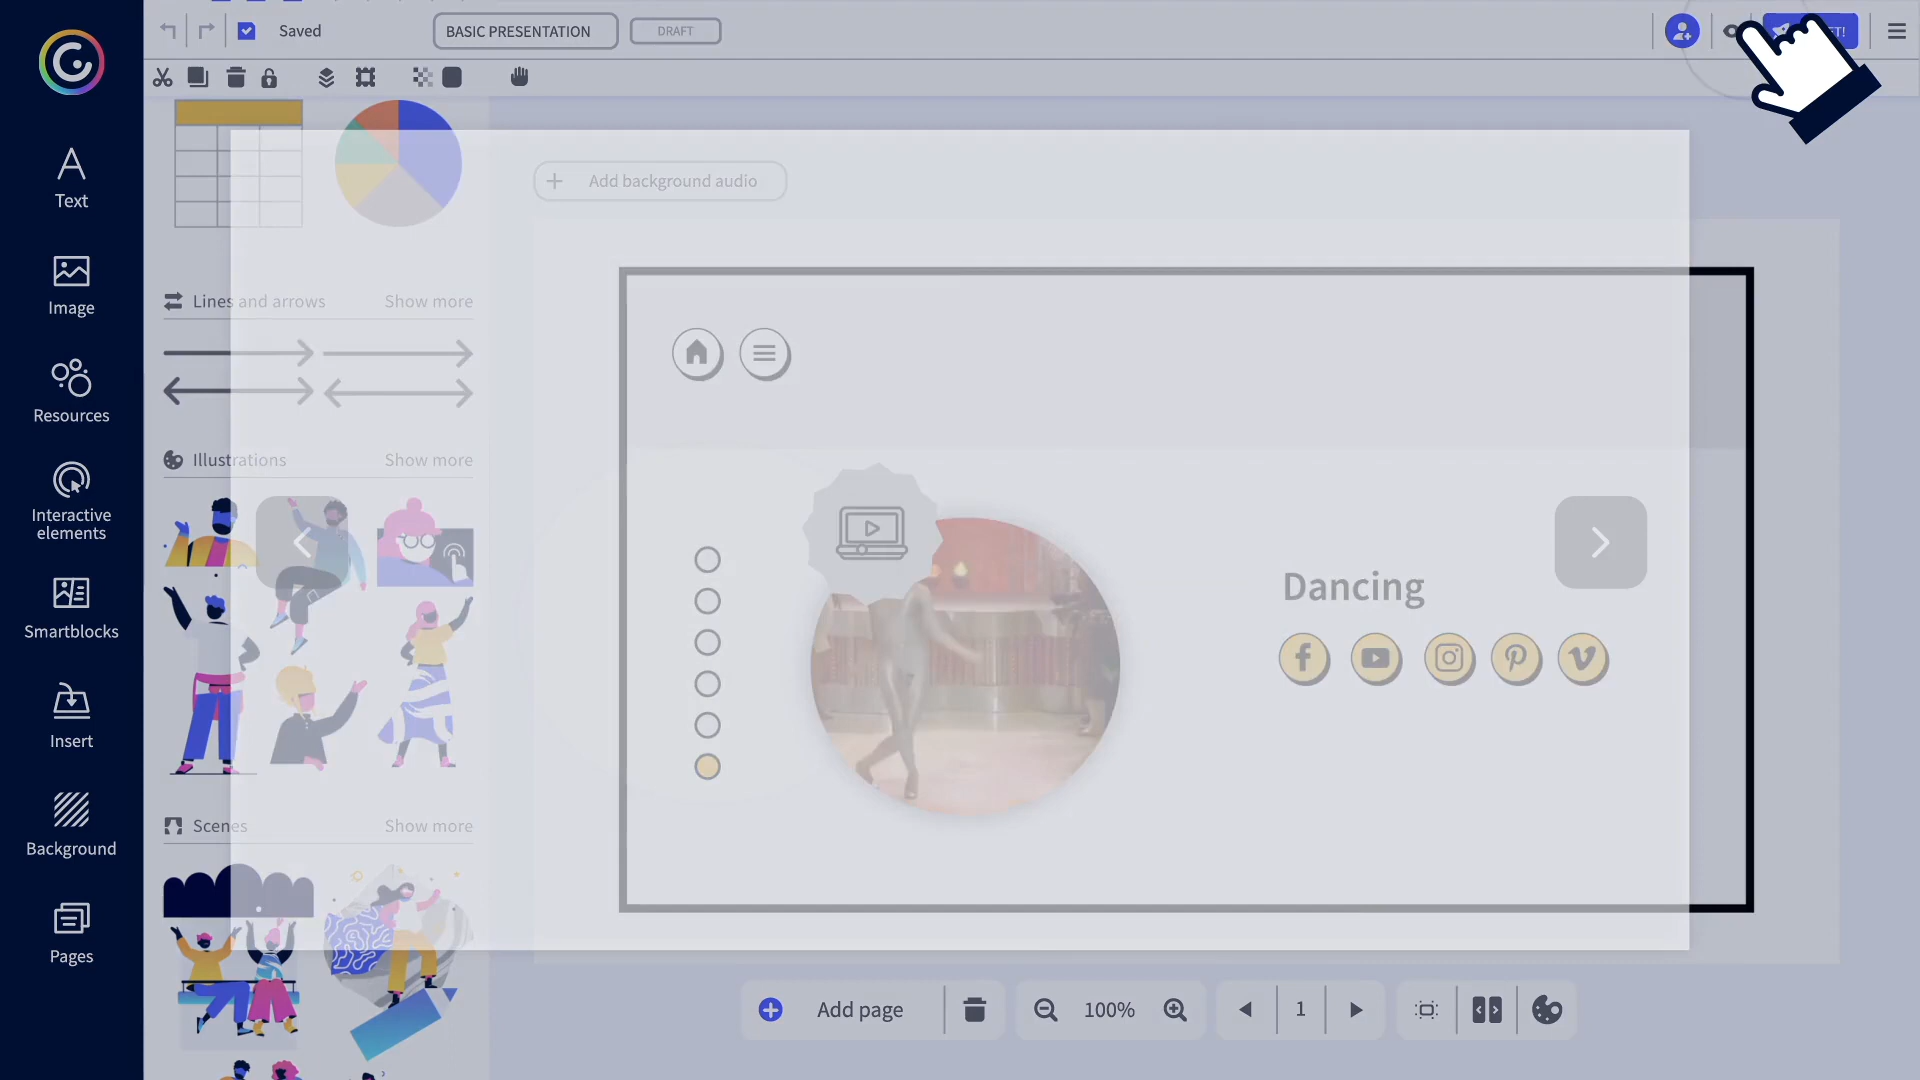 Saved
BASIC PRESENTATION
DRAFT
Text
Image
Resources
Interactive
elements
Smartblocks
Insert
Background
Pages
Lines and arrows
Show more
Illustrations
Show more
Scenes
Show more
Add background audio
Dancing
Add page
100%
1